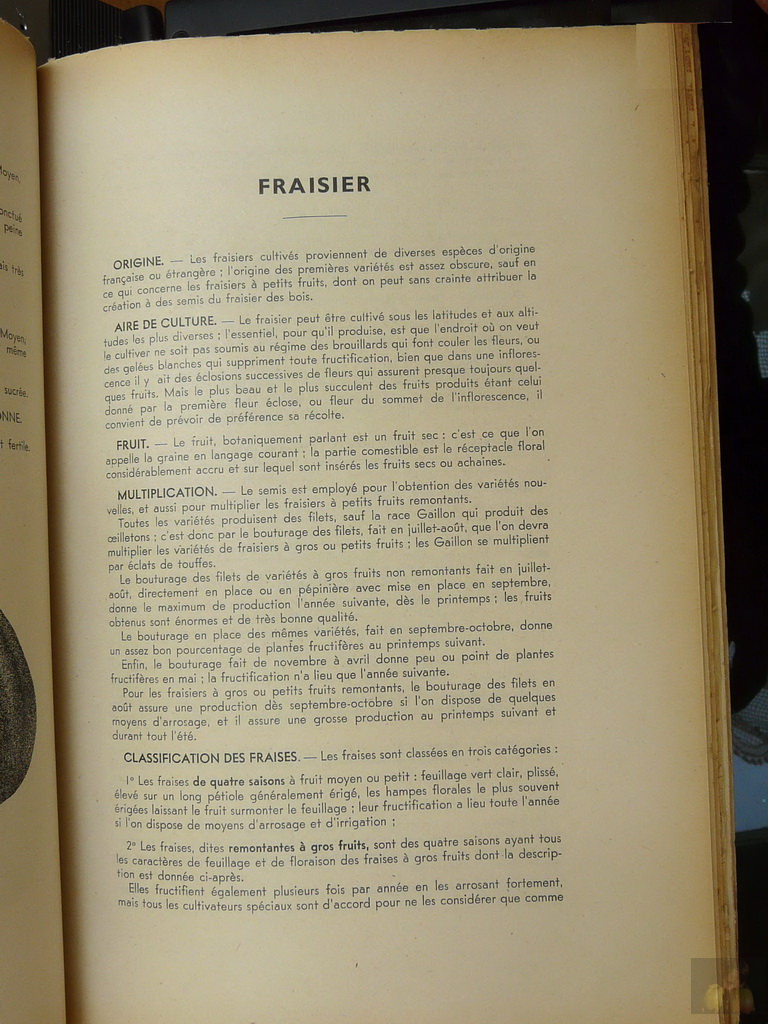 Moyen,
onctué
peine
ais très
Moyen,
même
sucrée.
ONNE.
t fertile.
FRAISIER
ORIGINE. — Les fraisiers cultivés proviennent de diverses espèces d'origine
française ou étrangère ; l'origine des premières variétés est assez obscure, sauf en
ce qui concerne les fraisiers à petits fruits, dont on peut sans crainte attribuer la
création à des semis du fraisier des bois.
AIRE DE CULTURE. — Le fraisier peut être cultivé sous les latitudes et aux alti-
tudes les plus diverses ; l'essentiel, pour qu'il produise, est que l'endroit où on veut
le cultiver ne soit pas soumis au régime des brouillards qui font couler les fleurs, ou
des gelées blanches qui suppriment toute fructification, bien que dans une inflores-
cence il y ait des éclosions successives de fleurs qui assurent presque toujours quel-
ques fruits. Mais le plus beau et le plus succulent des fruits produits étant celui
donné par la première fleur éclose, ou fleur du sommet de l'inflorescence, il
convient de prévoir de préférence sa récolte.
FRUIT. — Le fruit, botaniquement parlant est un fruit sec : c'est ce que l'on
appelle la graine en langage courant ; la partie comestible est le réceptacle floral
considérablement accru et sur lequel sont insérés les fruits secs ou achaines.
MULTIPLICATION. — Le semis est employé pour l'obtention des variétés nou-
velles, et aussi pour multiplier les fraisiers à petits fruits remontants.
Toutes les variétés produisent des filets, sauf la race Gaillon qui produit des
œilletons ; c'est donc par le bouturage des filets, fait en juillet-août, que l'on devra
multiplier les variétés de fraisiers à gros ou petits fruits ; les Gaillon se multiplient
par éclats de touffes.
Le bouturage des filets de variétés à gros fruits non remontants fait en juillet-
août, directement en place ou en pépinière avec mise en place en septembre,
donne le maximum de production l'année suivante, dès le printemps ; les fruits
obtenus sont énormes et de très bonne qualité.
Le bouturage en place des mêmes variétés, fait en septembre-octobre, donne
un assez bon pourcentage de plantes fructifères au printemps suivant.
Enfin, le bouturage fait de novembre à avril donne peu ou point de plantes
fructifères en mai ; la fructification n'a lieu que l'année suivante.
Pour les fraisiers à gros ou petits fruits remontants, le bouturage des filets en
août assure une production dès septembre-octobre si l'on dispose de quelques
moyens d'arrosage, et il assure une grosse production au printemps suivant et
durant tout l'été.
CLASSIFICATION DES FRAISES. — Les fraises sont classées en trois catégories :
1° Les fraises de quatre saisons à fruit moyen ou petit : feuillage vert clair, plissé,
élevé sur un long pétiole généralement érigé, les hampes florales le plus souvent
érigées laissant le fruit surmonter le feuillage ; leur fructification a lieu toute l'année
si l'on dispose de moyens d'arrosage et d'irrigation ;
2° Les fraises, dites remontantes à gros fruits, sont des quatre saisons ayant tous
les caractères de feuillage et de floraison des fraises à gros fruits dont la descrip-
tion est donnée ci-après.
Elles fructifient également plusieurs fois par année en les arrosant fortement,
mais tous les cultivateurs spéciaux sont d'accord pour ne les considérer que comme